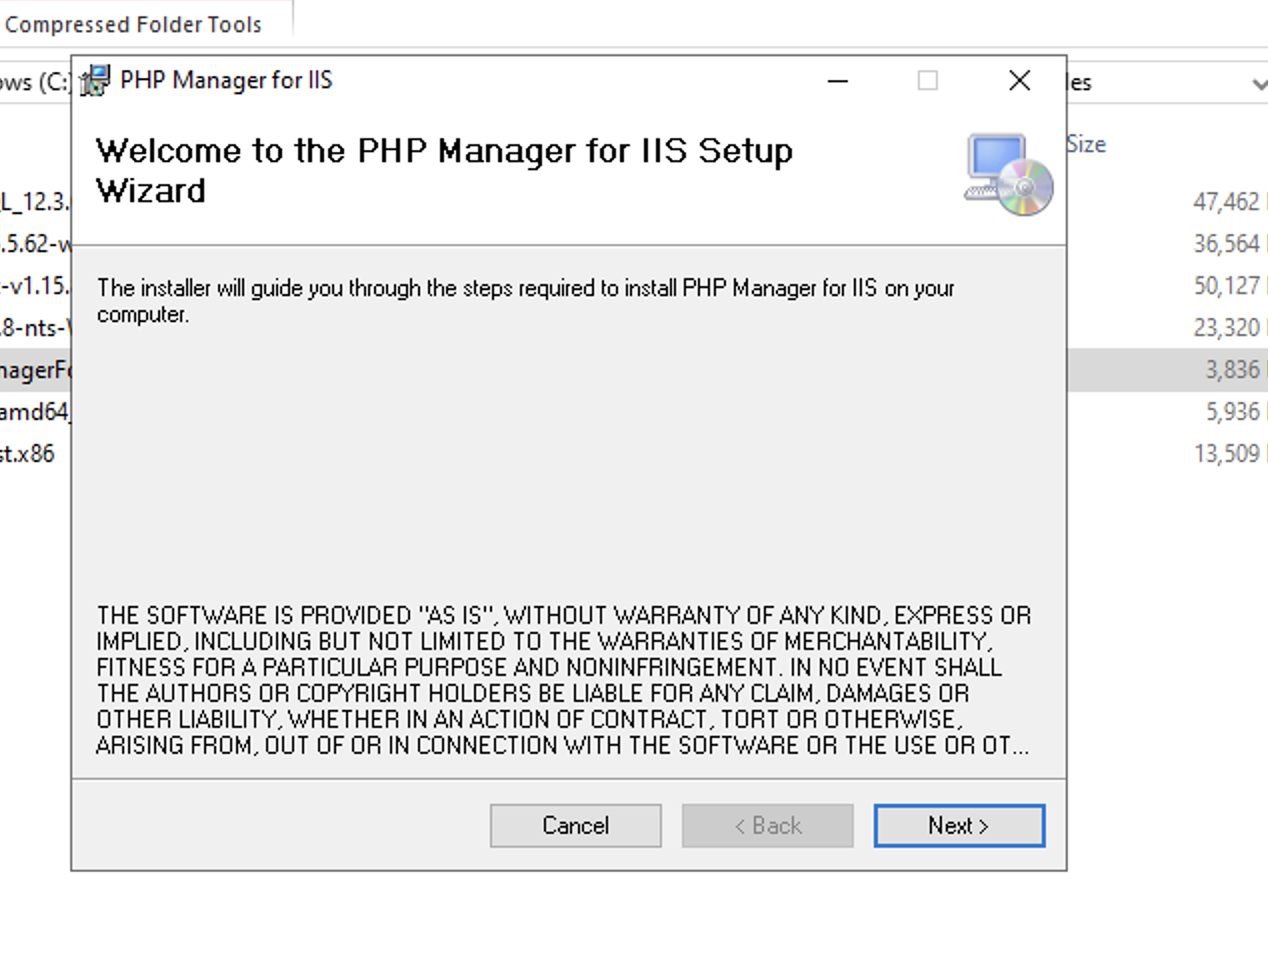 Compressed Folder Tools
ows (C:)
PHP Manager for IIS
les
Welcome to the PHP Manager for IIS Setup
Wizard
Size
L_12.3.
47,462
.5.62-w
36,564
The installer will guide you through the steps required to install PHP Manager for IIS on your
computer.
-v1.15.
50,127
.8-nts-
23,320
nagerFo
3,836
amd64_
5,936
st.x86
13,509
THE SOFTWARE IS PROVIDED "AS IS", WITHOUT WARRANTY OF ANY KIND, EXPRESS OR
IMPLIED, INCLUDING BUT NOT LIMITED TO THE WARRANTIES OF MERCHANTABILITY,
FITNESS FOR A PARTICULAR PURPOSE AND NONINFRINGEMENT. IN NO EVENT SHALL
THE AUTHORS OR COPYRIGHT HOLDERS BE LIABLE FOR ANY CLAIM, DAMAGES OR
OTHER LIABILITY, WHETHER IN AN ACTION OF CONTRACT, TORT OR OTHERWISE,
ARISING FROM, OUT OF OR IN CONNECTION WITH THE SOFTWARE OR THE USE OR OT...
Cancel
< Back
Next >